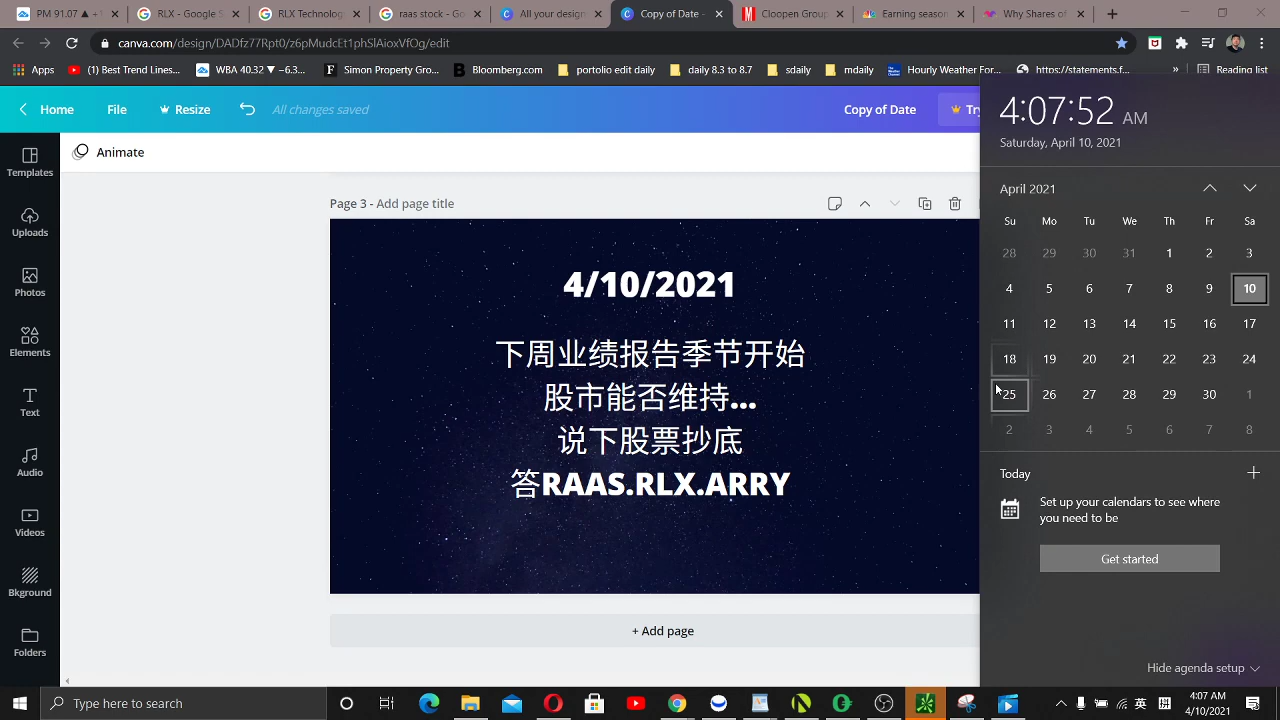 PM 91.07 ▲ +1
RLX - Google S
RLX Technolog
raas stock - Go
All your design
Copy of Date -
Cloopen Group
Earning season
Why Shares of
canva.com/design/DADfz77Rpt0/z6pMudcEt1phSlAioxVfOg/edit
Apps
(1) Best Trend Lines...
WBA 40.32 ▼ −6.3...
Simon Property Gro...
Bloomberg.com
portolio edit daily
daily 8.3 to 8.7
sdaily
mdaily
Hourly Weather For...
https://statements.f...
»
Reading list
Home
File
Resize
All changes saved
Copy of Date
Try
Animate
Templates
Uploads
Photos
Elements
Text
Audio
Videos
Bkground
Folders
Page 3 - Add page title
4/10/2021
下周业绩报告季节开始
股市能否维持...
说下股票抄底
答RAAS.RLX.ARRY
+ Add page
4:07:52 AM
Saturday, April 10, 2021
April 2021
Su Mo Tu We Th Fr Sa
28 29 30 31 1 2 3
4 5 6 7 8 9 10
11 12 13 14 15 16 17
18 19 20 21 22 23 24
25 26 27 28 29 30 1
2 3 4 5 6 7 8
Today
Set up your calendars to see where
you need to be
Get started
Hide agenda setup
Type here to search
英
拼
4:07 AM
4/10/2021